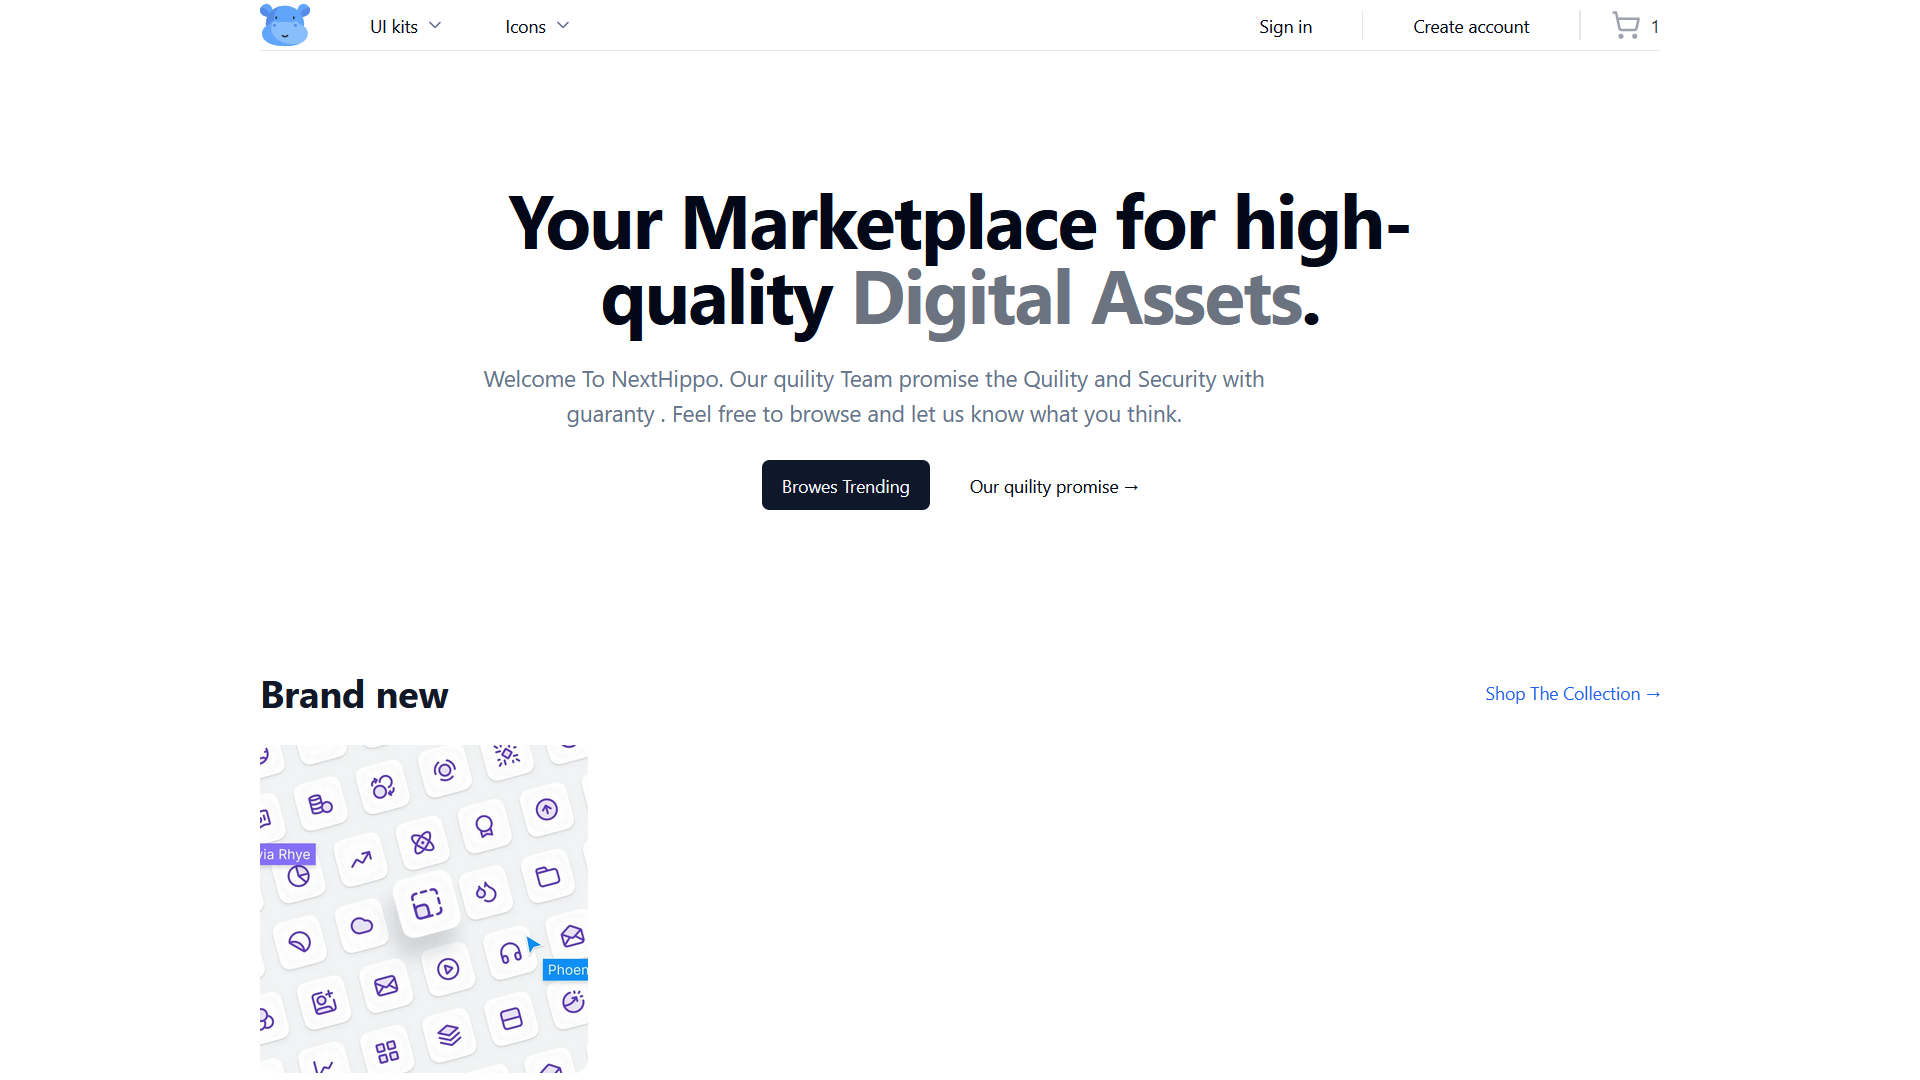 UI kits
Icons
Sign in
Create account
1
Your Marketplace for high-
quality Digital Assets.
Welcome To NextHippo. Our quility Team promise the Quility and Security with
guaranty . Feel free to browse and let us know what you think.
Browes Trending
Our quility promise →
Brand new
Shop The Collection →
via Rhye
Phoen